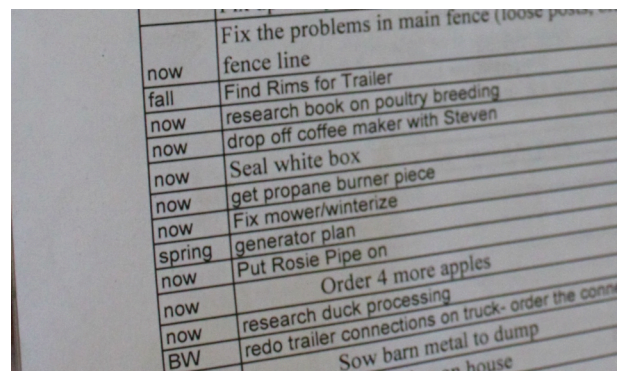 Fix the problems in main fence (loose posts,
now fence line
fall Find Rims for Trailer
now research book on poultry breeding
now drop off coffee maker with Steven
now Seal white box
now get propane burner piece
now Fix mower/winterize
spring generator plan
now Put Rosie Pipe on
now Order 4 more apples
now research duck processing
BW redo trailer connections on truck- order the conne
Sow barn metal to dump
house